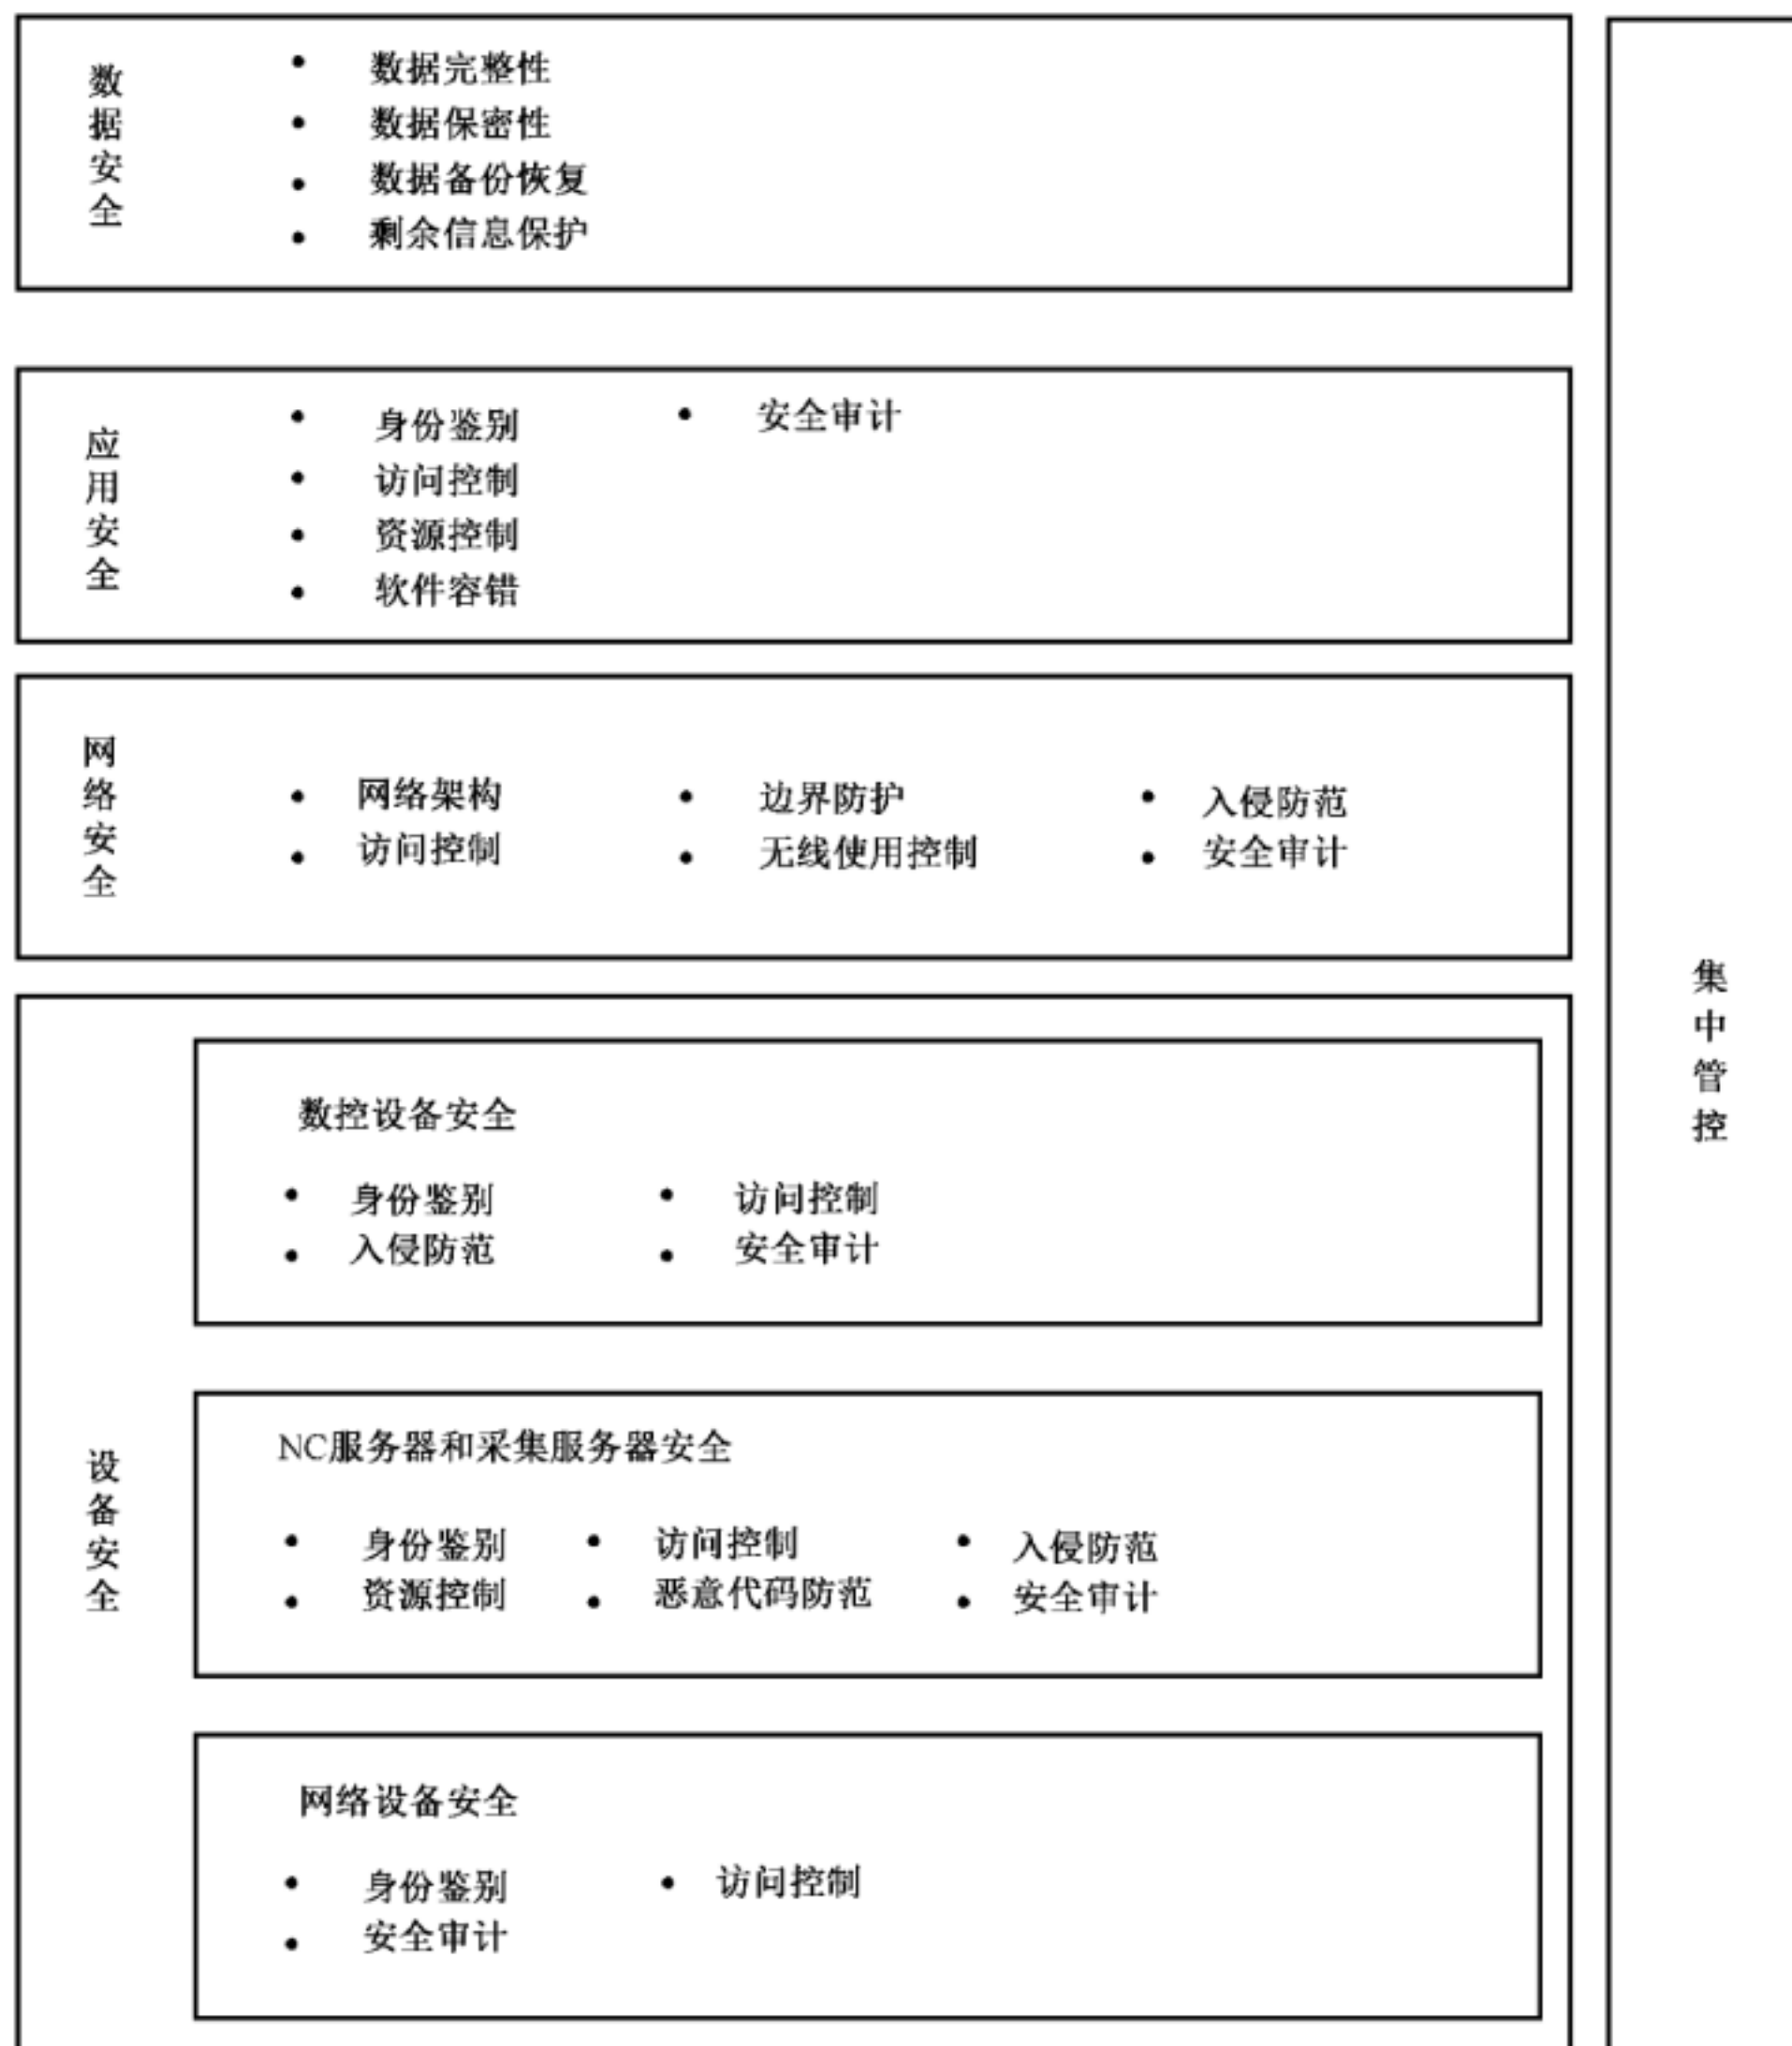 数据安全
• 数据完整性
• 数据保密性
• 数据备份恢复
• 剩余信息保护
应用安全
• 身份鉴别 • 安全审计
• 访问控制
• 资源控制
• 软件容错
网络安全
• 网络架构 • 边界防护 • 入侵防范
• 访问控制 • 无线使用控制 • 安全审计
设备安全
数控设备安全
• 身份鉴别 • 访问控制
• 入侵防范 • 安全审计
NC服务器和采集服务器安全
• 身份鉴别 • 访问控制 • 入侵防范
• 资源控制 • 恶意代码防范 • 安全审计
网络设备安全
• 身份鉴别 • 访问控制
• 安全审计
集中管控